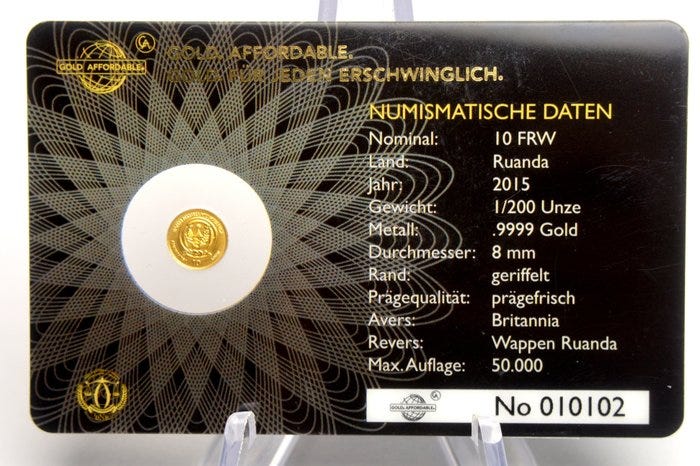 GOLD. AFFORDABLE.
GOLD. AFFORDABLE.
GOLD FÜR JEDEN ERSCHWINGLICH.
NUMISMATISCHE DATEN
Nominal: 10 FRW
Land: Ruanda
Jahr: 2015
Gewicht: 1/200 Unze
Metall: .9999 Gold
Durchmesser: 8 mm
Rand: geriffelt
Prägequalität: prägefrisch
Avers: Britannia
Revers: Wappen Ruanda
Max. Auflage: 50.000
GOLD. AFFORDABLE.
No 010102